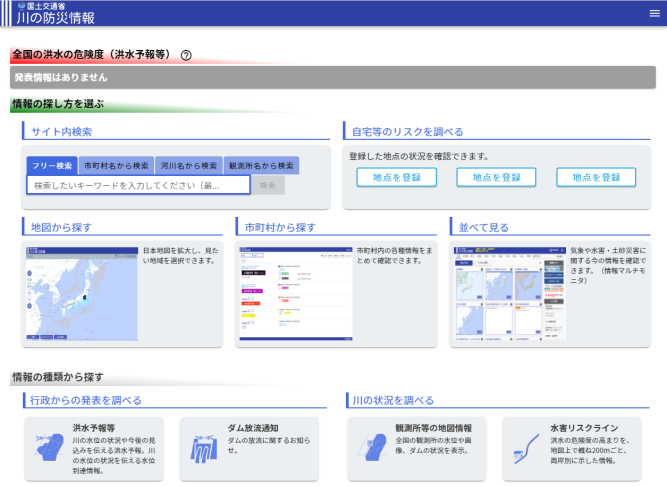 国土交通省
川の防災情報
全国の洪水の危険度（洪水予報等）
発表情報はありません
情報の探し方を選ぶ
サイト内検索
自宅等のリスクを調べる
フリー検索 市町村名から検索 河川名から検索 観測所名から検索
検索したいキーワードを入力してください（最...
検索
登録した地点の状況を確認できます。
地点を登録 地点を登録 地点を登録
地図から探す
市町村から探す
並べて見る
日本地図を拡大し、見た
い地域を選択できます。
市町村内の各種情報をま
とめて確認できます。
気象や水害・土砂災害に
関する今の情報を確認で
きます。（情報マルチモ
ニタ）
情報の種類から探す
行政からの発表を調べる
川の状況を調べる
洪水予報等
川の水位の状況や今後の見
込みを伝える洪水予報。川
の水位の状況を伝える水位
到達情報。
ダム放流通知
ダムの放流に関するお知ら
せ。
観測所等の地図情報
全国の観測所の水位や画
像、ダムの状況を表示。
水害リスクライン
洪水の危険度の高まりを、
地図上で概ね200mごと、
両岸別に示した情報。